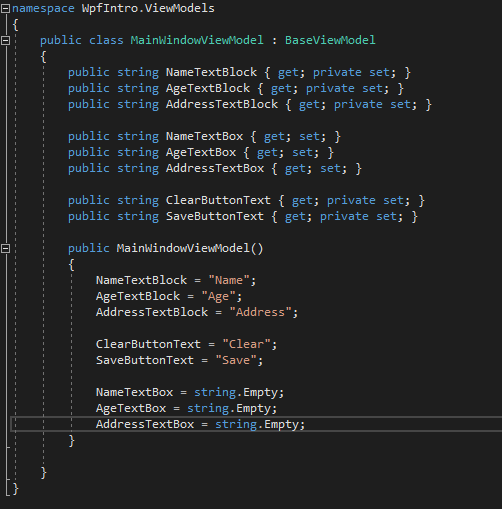 namespace WpfIntro.ViewModels
{
public class MainWindowViewModel : BaseViewModel
{
public string NameTextBlock { get; private set; }
public string AgeTextBlock { get; private set; }
public string AddressTextBlock { get; private set; }
public string NameTextBox { get; set; }
public string AgeTextBox { get; set; }
public string AddressTextBox { get; set; }
public string ClearButtonText { get; private set; }
public string SaveButtonText { get; private set; }
public MainWindowViewModel()
{
NameTextBlock = "Name";
AgeTextBlock = "Age";
AddressTextBlock = "Address";
ClearButtonText = "Clear";
SaveButtonText = "Save";
NameTextBox = string.Empty;
AgeTextBox = string.Empty;
AddressTextBox = string.Empty;
}
}
}